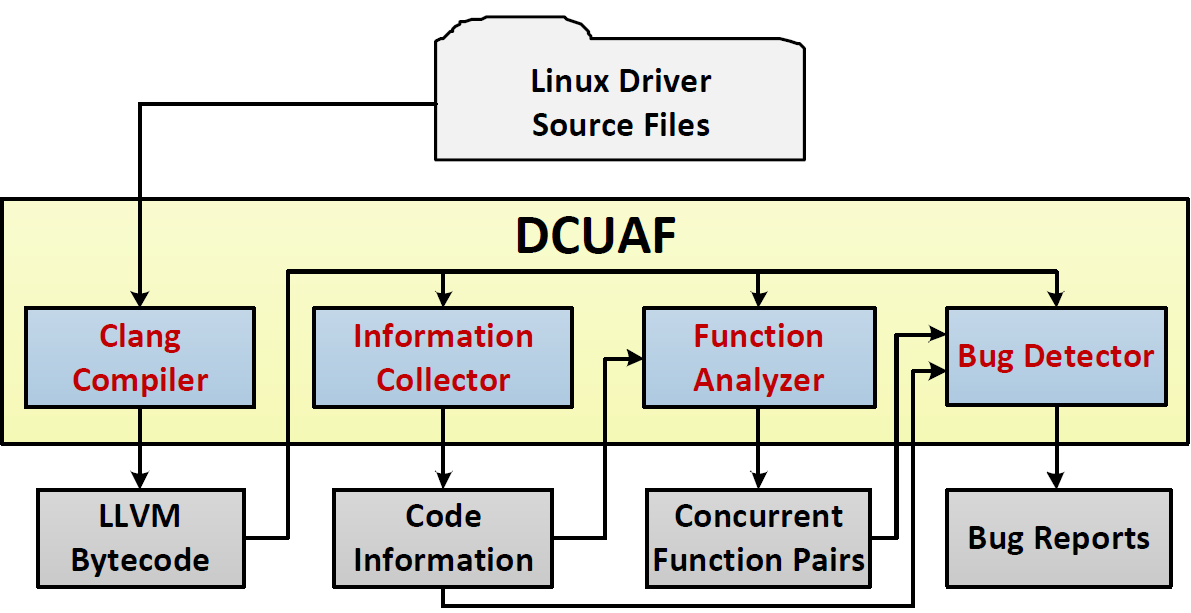 Linux Driver
Source Files
DCUAF
Clang
Compiler
Information
Collector
Function
Analyzer
Bug Detector
LLVM
Bytecode
Code
Information
Concurrent
Function Pairs
Bug Reports